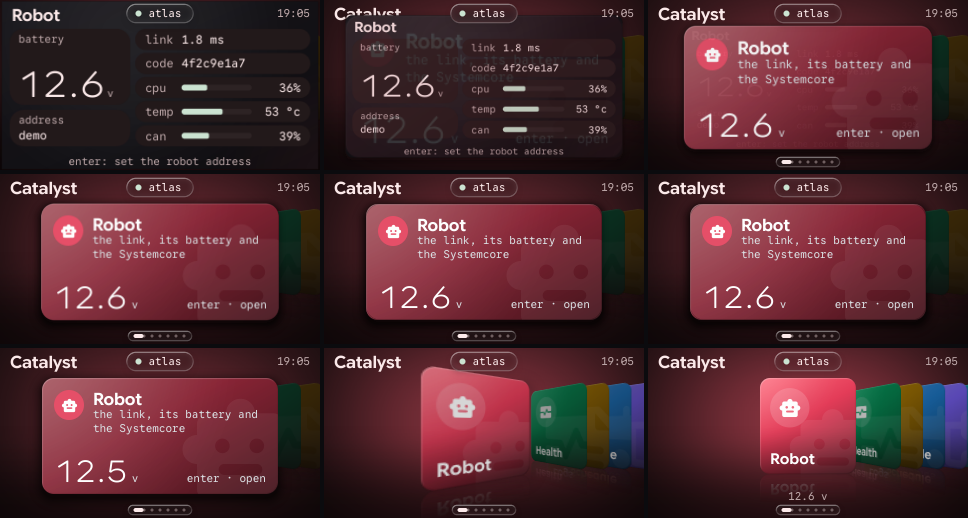 Robot
atlas
19:05
battery
12.6 v
address
demo
link 1.8 ms
code 4f2c9e1a7
cpu 36%
temp 53 °c
can 39%
enter: set the robot address
Catalyst
atlas
19:05
Robot
battery
12.6 v
address
demo
link 1.8 ms
code 4f2c9e1a7
cpu 36%
temp 53 °c
can 39%
enter: set the robot address
Catalyst
atlas
19:05
Robot
the link, its battery and
the Systemcore
12.6 v
enter · open
Catalyst
atlas
19:05
Robot
the link, its battery and
the Systemcore
12.6 v
enter · open
Catalyst
atlas
19:05
Robot
the link, its battery and
the Systemcore
12.6 v
enter · open
Catalyst
atlas
19:05
Robot
the link, its battery and
the Systemcore
12.6 v
enter · open
Catalyst
atlas
19:05
Robot
the link, its battery and
the Systemcore
12.5 v
enter · open
Catalyst
atlas
19:05
Robot
Health
Catalyst
atlas
19:05
Robot
Health
12.6 v